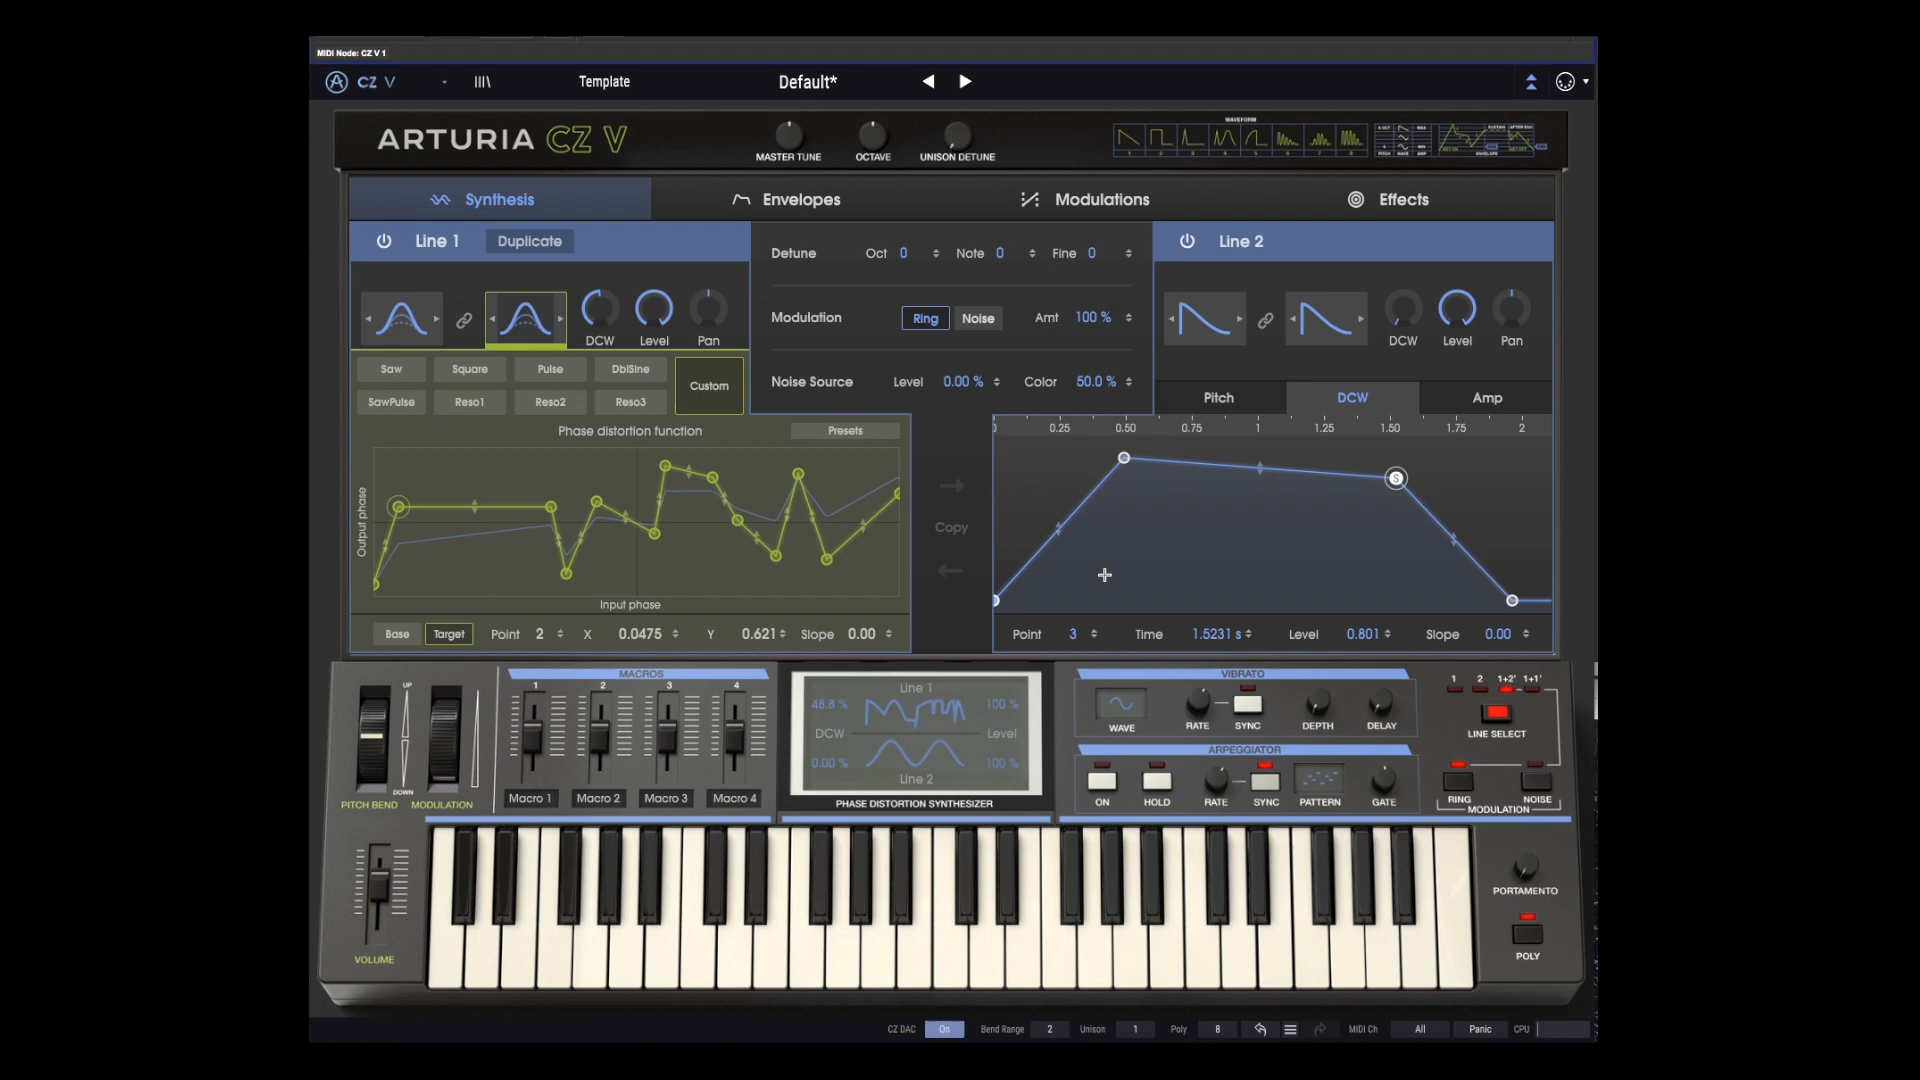 MIDI Node: CZ V 1
CZ V
Template
Default*
ARTURIA CZ V
MASTER TUNE
OCTAVE
UNISON DETUNE
WAVEFORM
1 2 3 4 5 6 7 8
Synthesis
Envelopes
Modulations
Effects
Line 1
Duplicate
Detune
Oct 0
Note 0
Fine 0
Line 2
Modulation
Ring
Noise
Amt 100 %
DCW
Level
Pan
DCW
Level
Pan
Saw
Square
Pulse
DblSine
Custom
SawPulse
Reso1
Reso2
Reso3
Noise Source
Level 0.00 %
Color 50.0 %
Pitch
DCW
Amp
Phase distortion function
Presets
0.25 0.50 0.75 1 1.25 1.50 1.75 2
Output phase
Input phase
Copy
S
Base
Target
Point 2
X 0.0475
Y 0.621
Slope 0.00
Point 3
Time 1.5231 s
Level 0.801
Slope 0.00
UP
DOWN
PITCH BEND
MODULATION
MACROS
1 2 3 4
Macro 1
Macro 2
Macro 3
Macro 4
Line 1
48.8 %
100 %
DCW
Level
0.00 %
100 %
Line 2
PHASE DISTORTION SYNTHESIZER
VIBRATO
WAVE
RATE
SYNC
DEPTH
DELAY
ARPEGGIATOR
ON
HOLD
RATE
SYNC
PATTERN
GATE
1 2 1+2' 1+1'
LINE SELECT
RING
NOISE
MODULATION
VOLUME
PORTAMENTO
POLY
CZ DAC
On
Bend Range
2
Unison
1
Poly
8
MIDI Ch
All
Panic
CPU